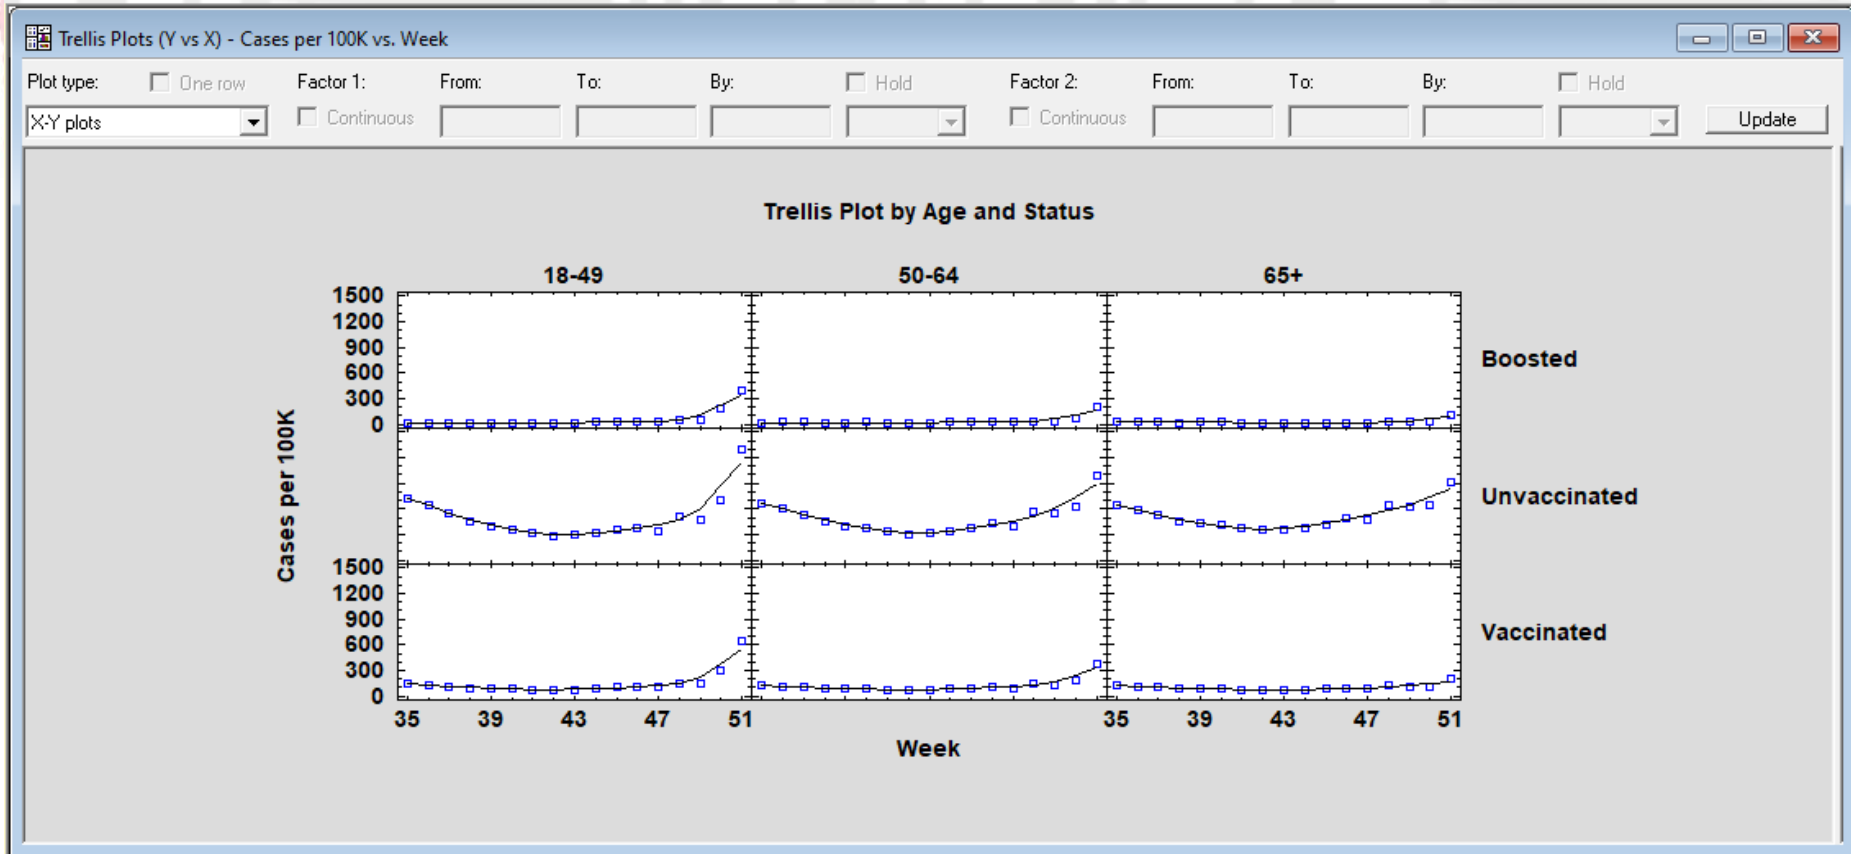 Trellis Plots (Y vs X) - Cases per 100K vs. Week
Plot type: One row Factor 1: From: To: By: Hold Factor 2: From: To: By: Hold
X-Y plots Continuous Continuous Update
Trellis Plot by Age and Status
18-49 50-64 65+
1500
1200
900
600
300
0
Boosted
Cases per 100K
Unvaccinated
1500
1200
900
600
300
0
Vaccinated
35 39 43 47 51 35 39 43 47 51
Week